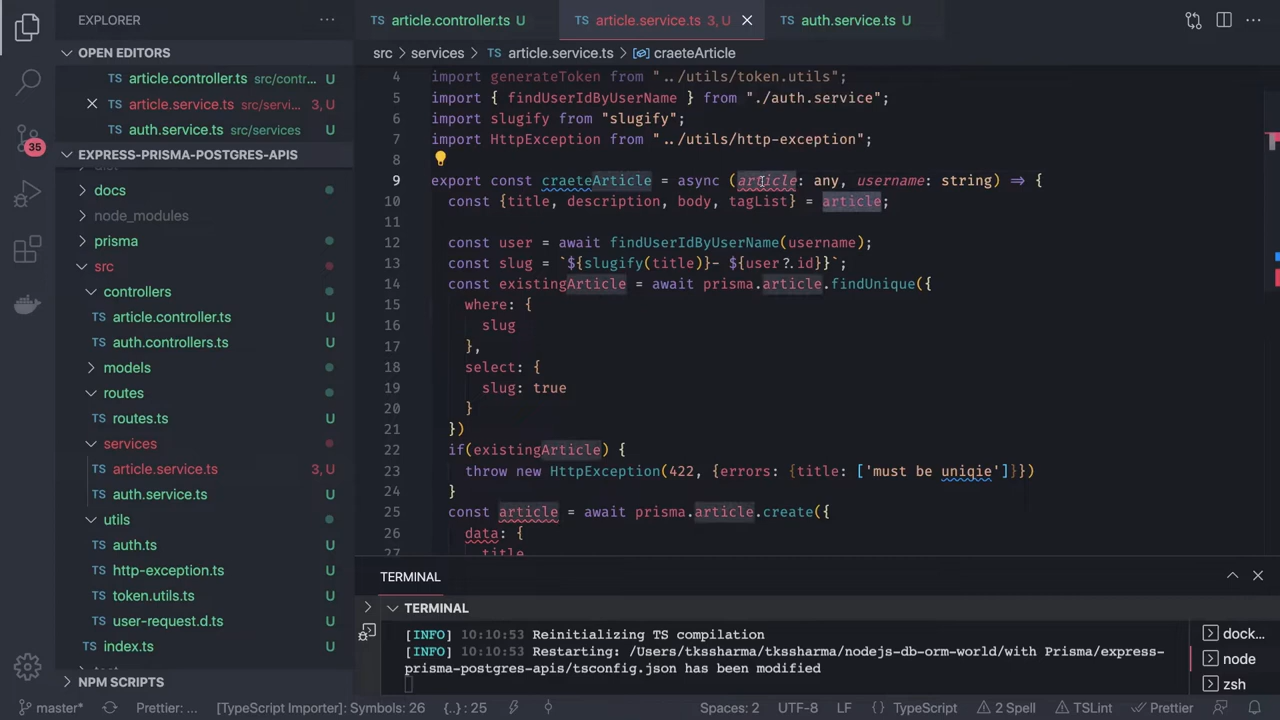 EXPLORER
OPEN EDITORS
TS article.controller.ts src/contr...
TS article.service.ts src/servi... 3, U
TS auth.service.ts src/services U
35
EXPRESS-PRISMA-POSTGRES-APIS
docs
node_modules
prisma
src
controllers
TS article.controller.ts U
TS auth.controllers.ts U
models
routes
TS routes.ts U
services
TS article.service.ts 3, U
TS auth.service.ts U
utils
TS auth.ts U
TS http-exception.ts U
TS token.utils.ts U
TS user-request.d.ts U
TS index.ts U
NPM SCRIPTS
TS article.controller.ts U
TS article.service.ts 3, U
TS auth.service.ts U
src > services > TS article.service.ts > craeteArticle
4 import generateToken from "../utils/token.utils";
5 import { findUserIdByUserName } from "./auth.service";
6 import slugify from "slugify";
7 import HttpException from "../utils/http-exception";
8
9 export const craeteArticle = async (article: any, username: string) => {
10 const {title, description, body, tagList} = article;
11
12 const user = await findUserIdByUserName(username);
13 const slug = `${slugify(title)}- ${user?.id}}`;
14 const existingArticle = await prisma.article.findUnique({
15 where: {
16 slug
17 },
18 select: {
19 slug: true
20 }
21 })
22 if(existingArticle) {
23 throw new HttpException(422, {errors: {title: ['must be uniqie']}})
24 }
25 const article = await prisma.article.create({
26 data: {
27 title
TERMINAL
TERMINAL
[INFO] 10:10:53 Reinitializing TS compilation
[INFO] 10:10:53 Restarting: /Users/tkssharma/nodejs-db-orm-world/with Prisma/express-
prisma-postgres-apis/tsconfig.json has been modified
dock...
node
zsh
master* Prettier: ... [TypeScript Importer]: Symbols: 26 {..} : 25 Spaces: 2 UTF-8 LF { } TypeScript 2 Spell TSLint Prettier